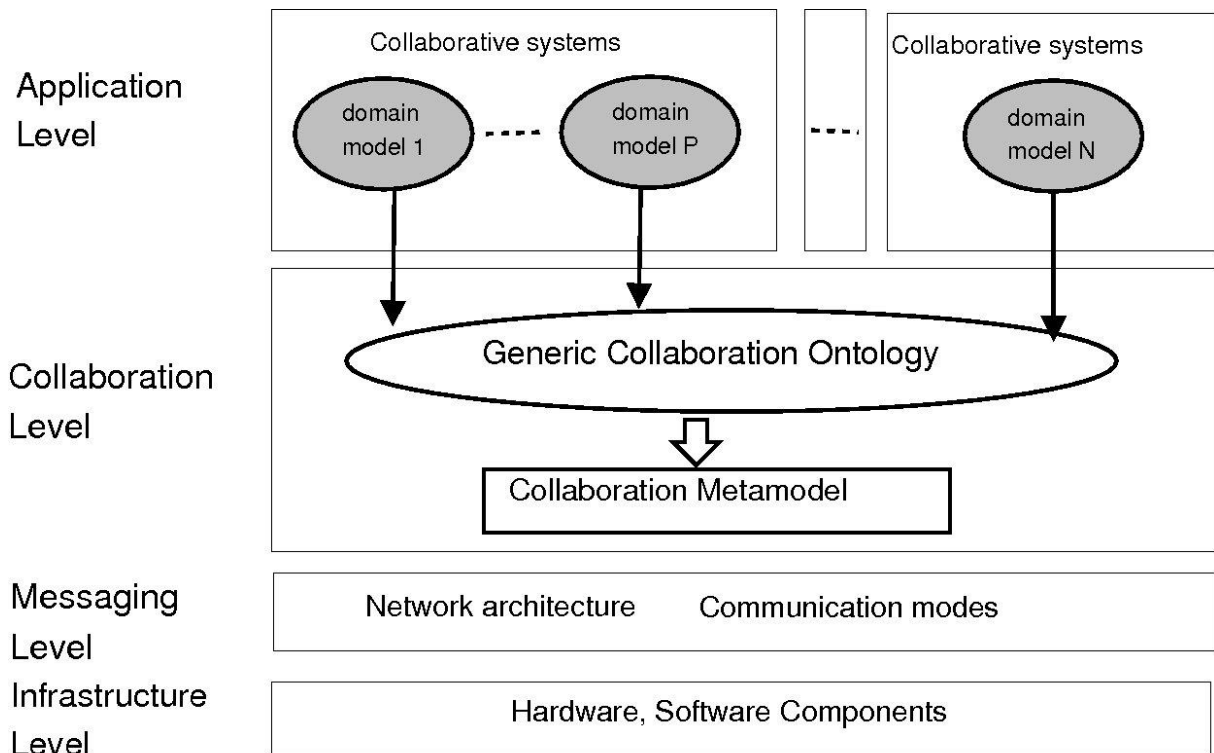 Application
Level
Collaborative systems
domain
model 1
domain
model P
Collaborative systems
domain
model N
Collaboration
Level
Generic Collaboration Ontology
Collaboration Metamodel
Messaging
Level
Network architecture Communication modes
Infrastructure
Level
Hardware, Software Components